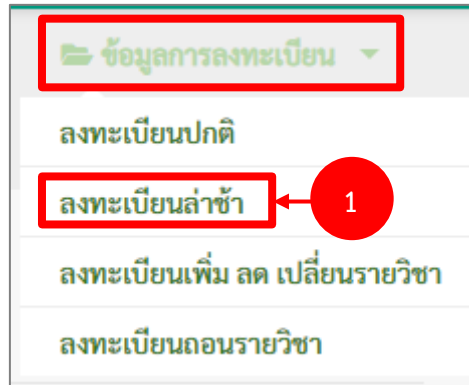 ข้อมูลการลงทะเบียน
ลงทะเบียนปกติ
ลงทะเบียนล่าช้า
1
ลงทะเบียนเพิ่ม ลด เปลี่ยนรายวิชา
ลงทะเบียนถอนรายวิชา